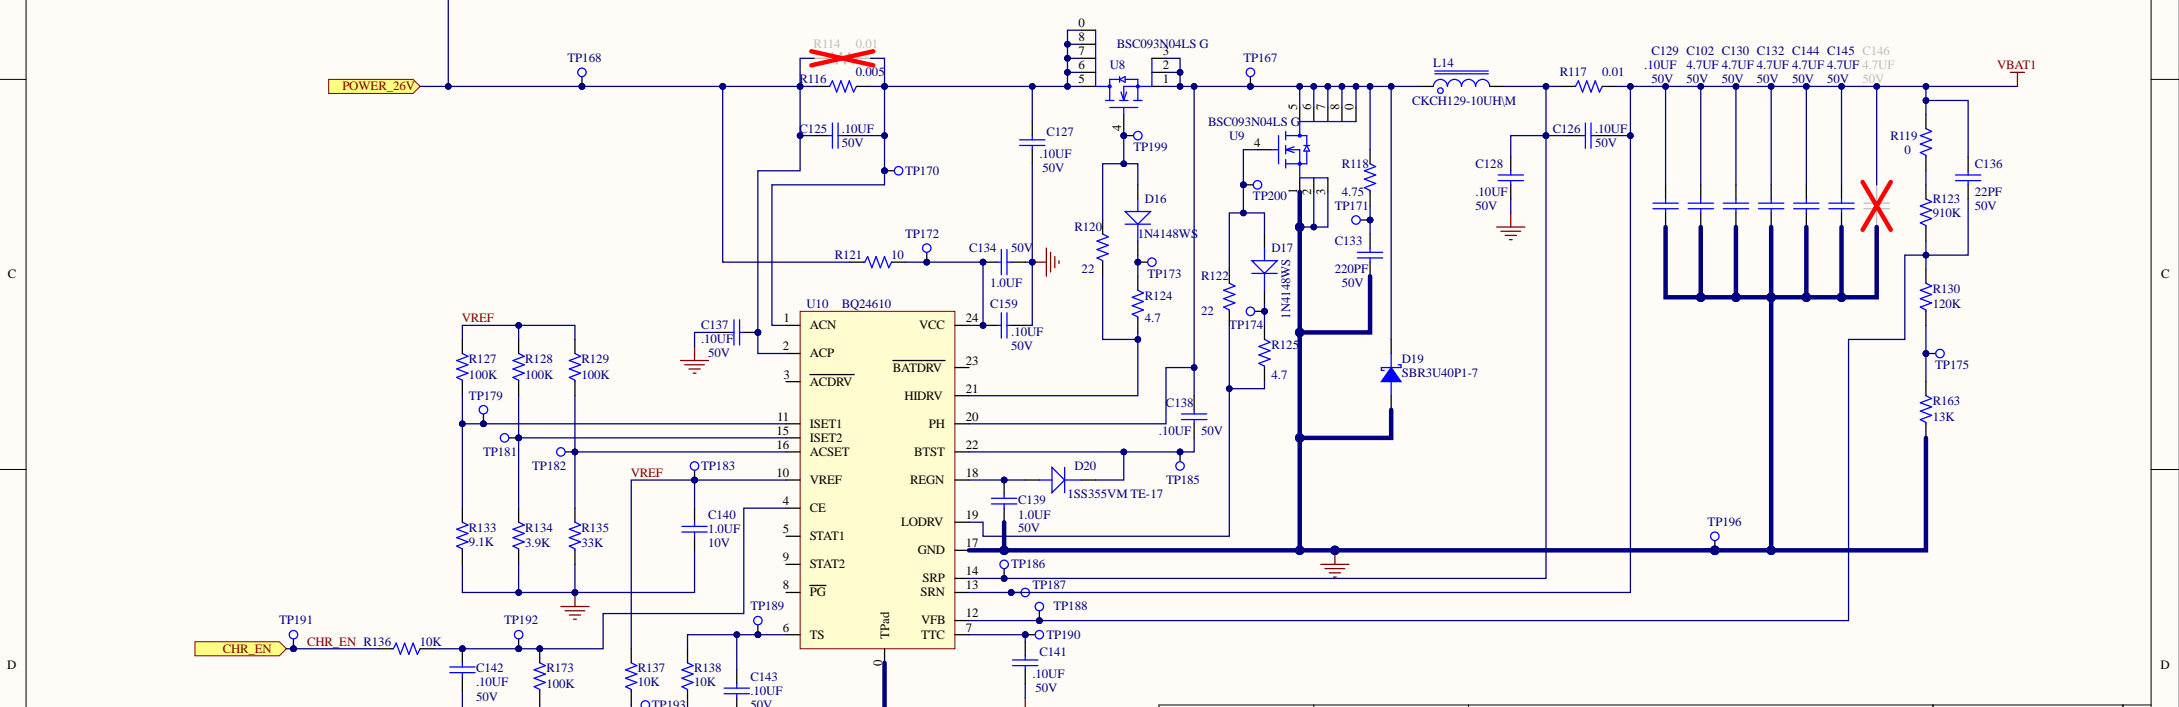 0
8
7
6
5
BSC093N04LS G
U8
3
2
1
4
TP199
POWER_26V
TP168
R114 0.01
R116 0.005
C125 .10UF
50V
TP170
C127
.10UF
50V
TP167
BSC093N04LS G
U9
4
5
6
7
8
0
1
2
3
TP200
R118
4.75
TP171
C133
220PF
50V
L14
CKCH129-10UH\M
R117 0.01
C126 .10UF
50V
C128
.10UF
50V
C129 C102 C130 C132 C144 C145 C146
.10UF 4.7UF 4.7UF 4.7UF 4.7UF 4.7UF 4.7UF
50V 50V 50V 50V 50V 50V 50V
VBAT1
R119
0
C136
22PF
50V
R123
910K
R130
120K
TP175
R163
13K
C
C
D16
1N4148WS
R120
22
TP173
R124
4.7
D17
1N4148WS
R122
22
TP174
R125
4.7
D19
SBR3U40P1-7
R121 10
TP172
C134 50V
1.0UF
C159
.10UF
50V
C137
.10UF
50V
U10 BQ24610
1 ACN
2 ACP
3 ACDRV
11 ISET1
15 ISET2
16 ACSET
10 VREF
4 CE
5 STAT1
9 STAT2
8 PG
6 TS
VCC 24
BATDRV 23
HIDRV 21
PH 20
BTST 22
REGN 18
LODRV 19
GND 17
SRP 14
SRN 13
VFB 12
TTC 7
TPad
0
VREF
R127
100K
R128
100K
R129
100K
TP179
TP181
TP182
VREF
TP183
R133
9.1K
R134
3.9K
R135
33K
C140
1.0UF
10V
C138
.10UF 50V
TP185
D20
1SS355VM TE-17
C139
1.0UF
50V
TP186
TP187
TP188
TP190
C141
.10UF
50V
TP196
TP189
TP191
CHR_EN
CHR_EN
R136 10K
TP192
C142
.10UF
50V
R173
100K
R137
10K
TP193
R138
10K
C143
.10UF
50V
D
D